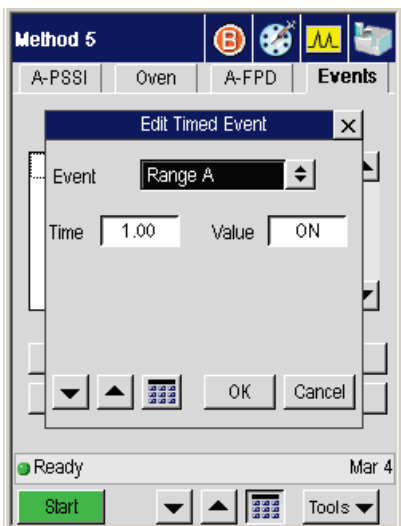 Method 5
B
A-PSSI Oven A-FPD Events
Edit Timed Event X
Event Range A
Time 1.00 Value ON
OK Cancel
Ready Mar 4
Start Tools